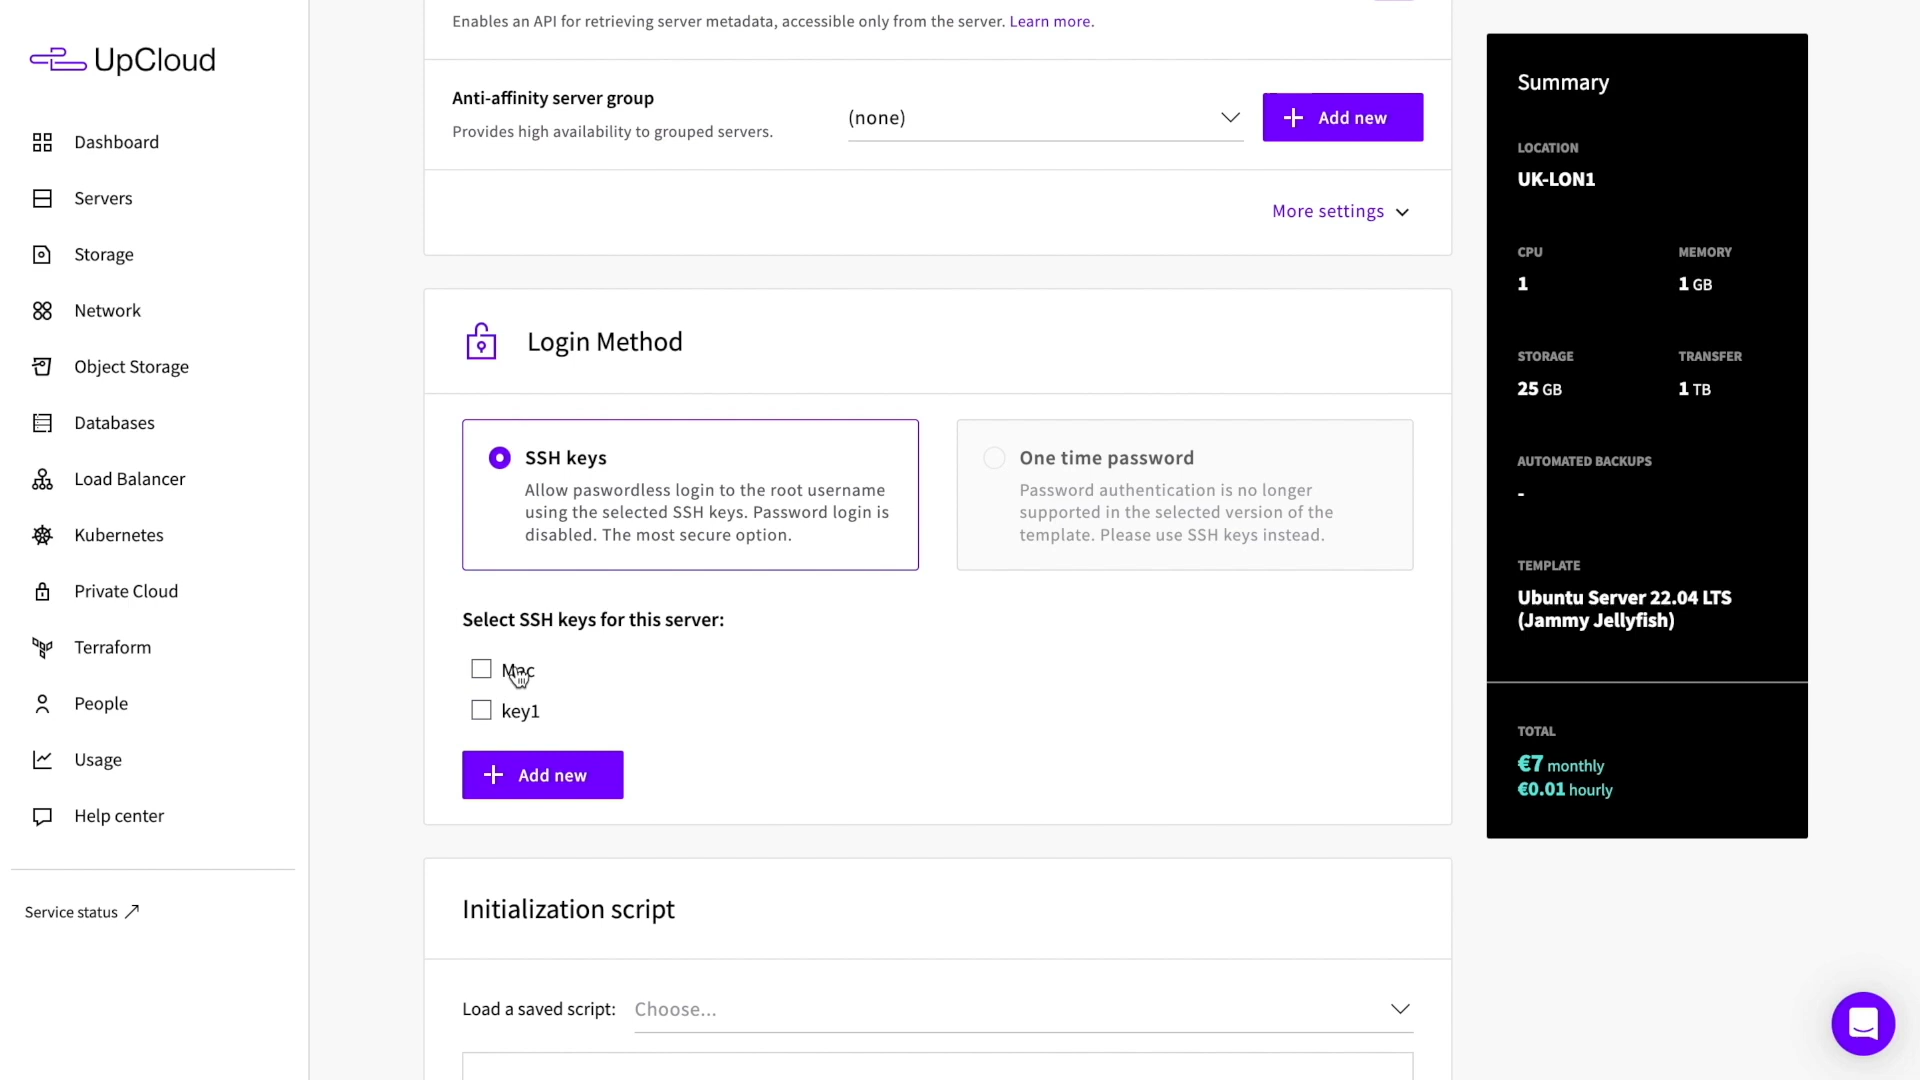 UpCloud
Dashboard
Servers
Storage
Network
Object Storage
Databases
Load Balancer
Kubernetes
Private Cloud
Terraform
People
Usage
Help center
Service status
Enables an API for retrieving server metadata, accessible only from the server. Learn more.
Anti-affinity server group
Provides high availability to grouped servers.
(none)
Add new
More settings
Login Method
SSH keys
Allow paswordless login to the root username
using the selected SSH keys. Password login is
disabled. The most secure option.
One time password
Password authentication is no longer
supported in the selected version of the
template. Please use SSH keys instead.
Select SSH keys for this server:
Mac
key1
Add new
Initialization script
Load a saved script: Choose...
Summary
LOCATION
UK-LON1
CPU MEMORY
1 1 GB
STORAGE TRANSFER
25 GB 1 TB
AUTOMATED BACKUPS
-
TEMPLATE
Ubuntu Server 22.04 LTS
(Jammy Jellyfish)
TOTAL
€7 monthly
€0.01 hourly